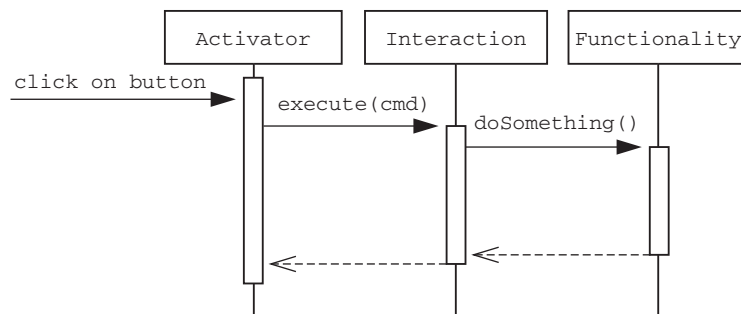 Activator
Interaction
Functionality
click on button
execute(cmd)
doSomething()